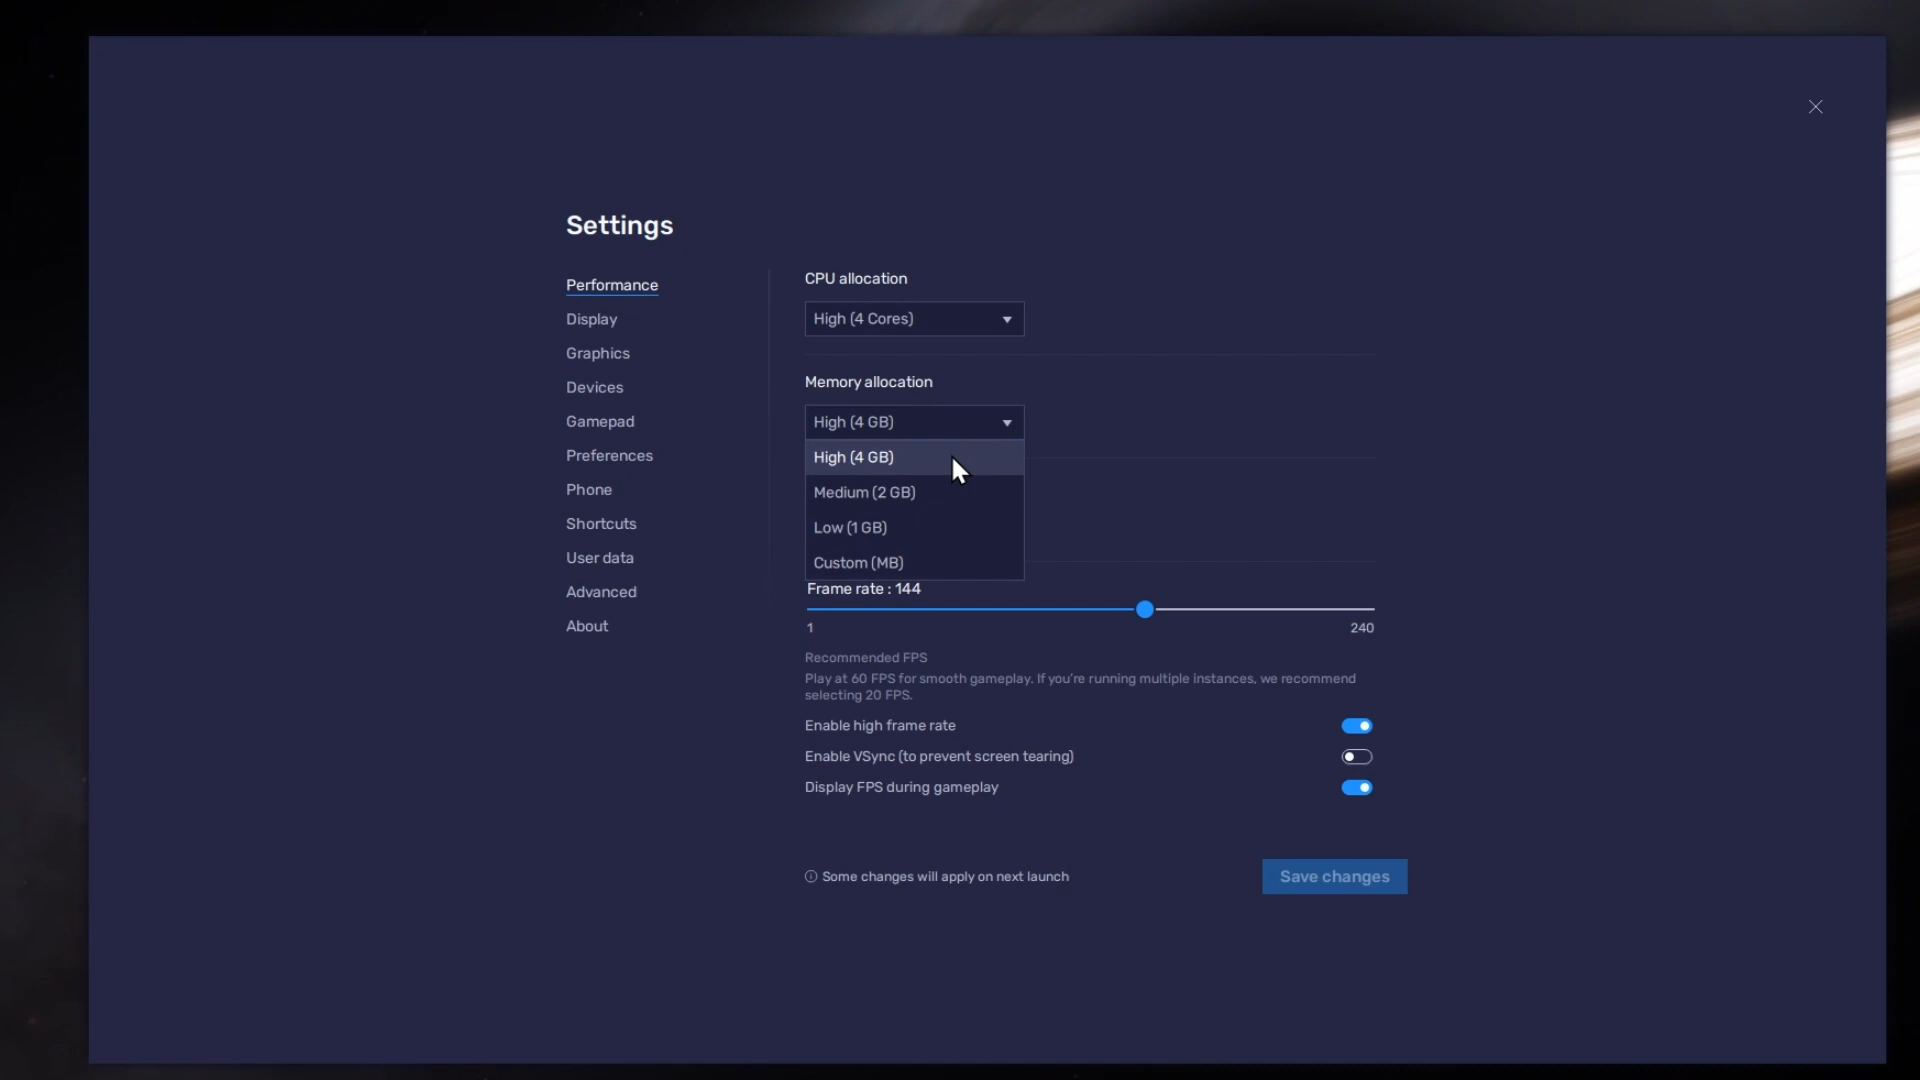 Settings
Performance
Display
Graphics
Devices
Gamepad
Preferences
Phone
Shortcuts
User data
Advanced
About
CPU allocation
High (4 Cores)
Memory allocation
High (4 GB)
High (4 GB)
Medium (2 GB)
Low (1 GB)
Custom (MB)
Frame rate : 144
1
240
Recommended FPS
Play at 60 FPS for smooth gameplay. If you're running multiple instances, we recommend
selecting 20 FPS.
Enable high frame rate
Enable VSync (to prevent screen tearing)
Display FPS during gameplay
Some changes will apply on next launch
Save changes